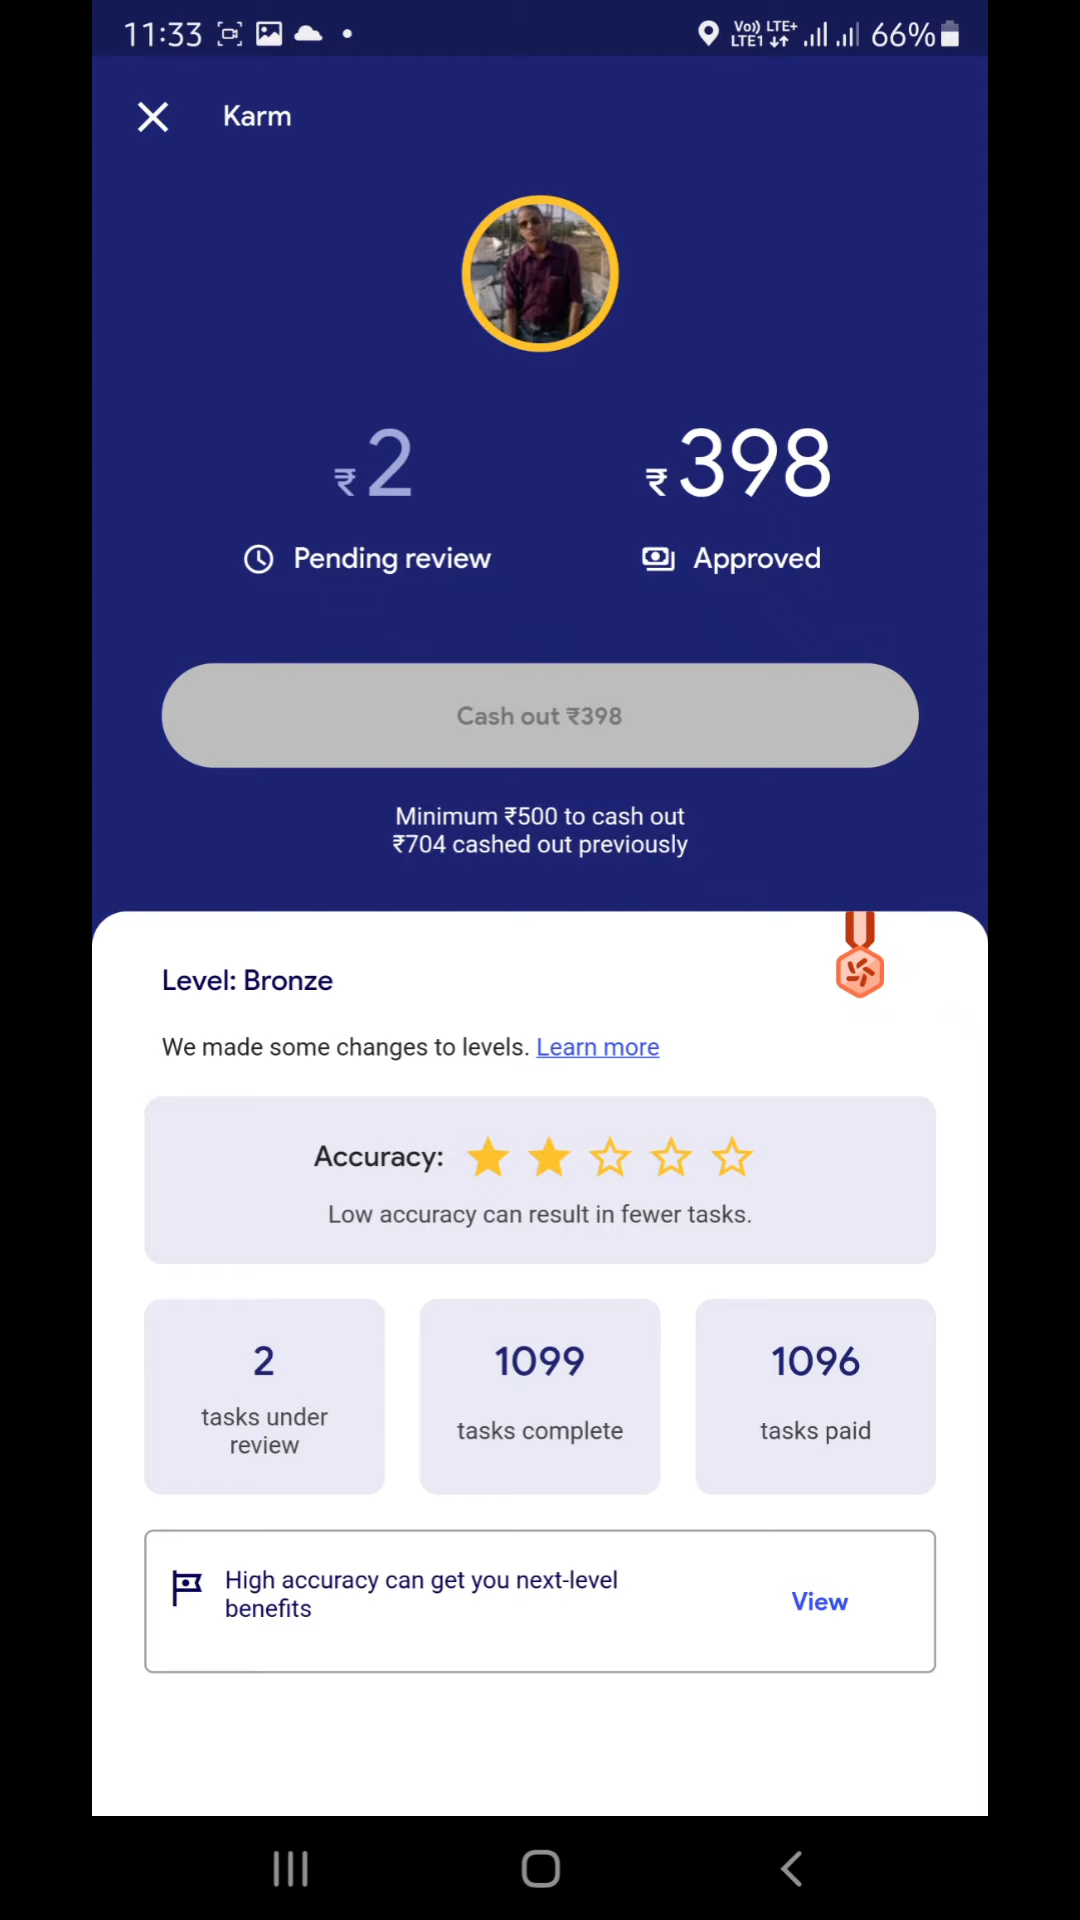 11:33
Vo)) LTE+
LTE1
66%
Karm
₹2
₹398
Pending review
Approved
Cash out ₹398
Minimum ₹500 to cash out
₹704 cashed out previously
Level: Bronze
We made some changes to levels. Learn more
Accuracy:
Low accuracy can result in fewer tasks.
2
tasks under
review
1099
tasks complete
1096
tasks paid
High accuracy can get you next-level
benefits
View